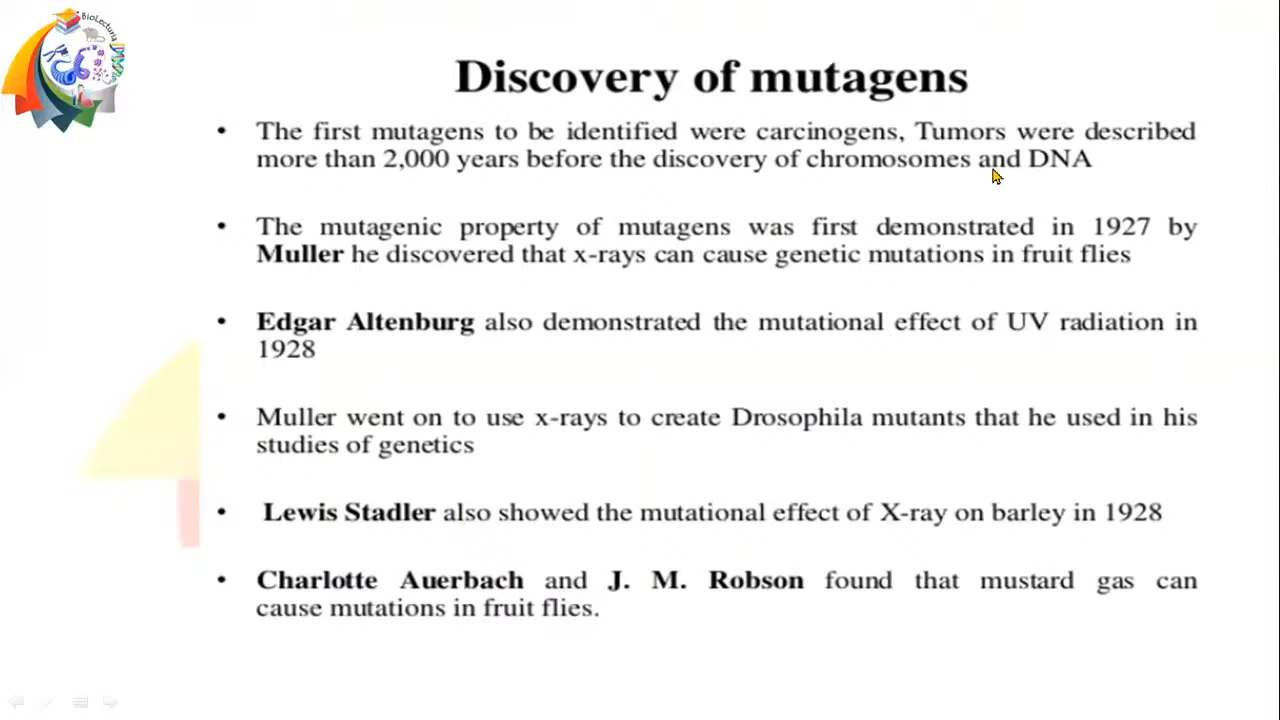 BioLectures
Discovery of mutagens
• The first mutagens to be identified were carcinogens, Tumors were described
more than 2,000 years before the discovery of chromosomes and DNA
• The mutagenic property of mutagens was first demonstrated in 1927 by
Muller he discovered that x-rays can cause genetic mutations in fruit flies
• Edgar Altenburg also demonstrated the mutational effect of UV radiation in
1928
• Muller went on to use x-rays to create Drosophila mutants that he used in his
studies of genetics
• Lewis Stadler also showed the mutational effect of X-ray on barley in 1928
• Charlotte Auerbach and J. M. Robson found that mustard gas can
cause mutations in fruit flies.